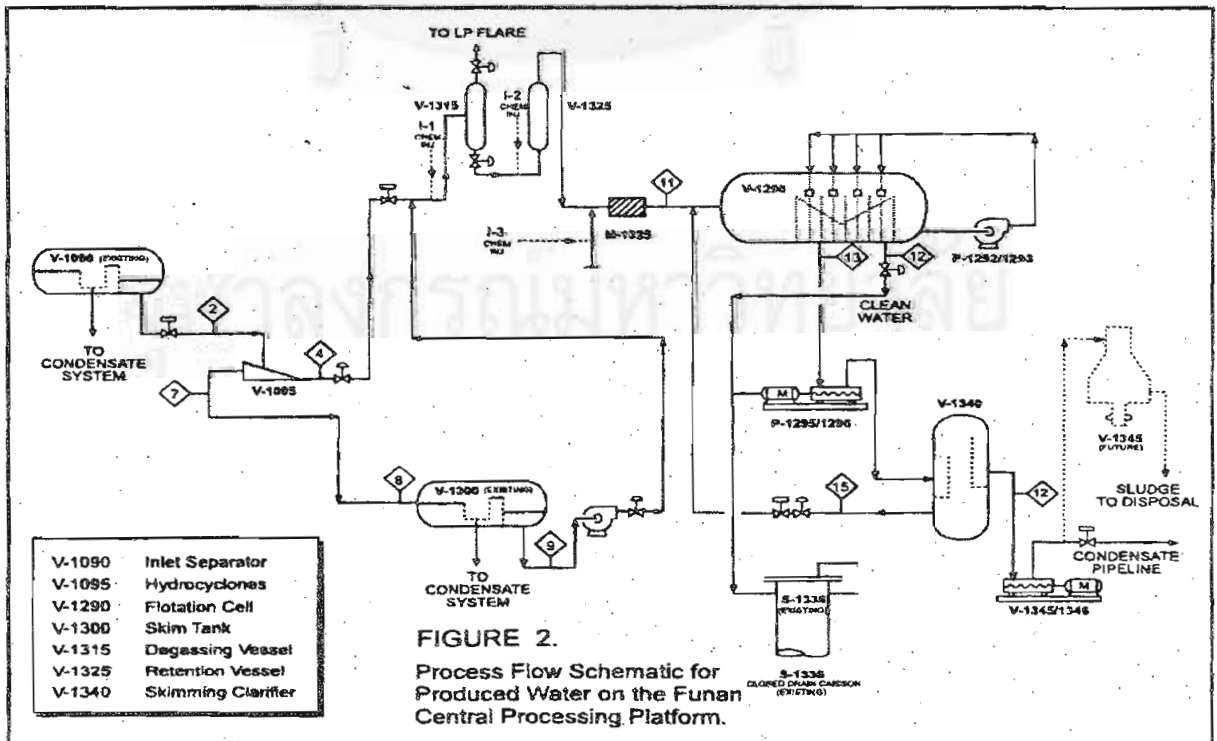 TO LP FLARE
V-1315
I-1
CHEM
INJ
I-2
CHEM
INJ
V-1325
I-3
CHEM
INJ
M-1335
11
V-1290
13
12
P-1292/1293
CLEAN
WATER
V-1090 (EXISTING)
2
TO
CONDENSATE
SYSTEM
4
7
V-1095
8
V-1300 (EXISTING)
9
TO
CONDENSATE
SYSTEM
M
P-1295/1296
V-1340
15
12
V-1345
(FUTURE)
SLUDGE
TO DISPOSAL
CONDENSATE
PIPELINE
M
V-1345/1346
S-1336
(EXISTING)
S-1336
CLOSED DRAIN CAISSON
(EXISTING)
V-1090 Inlet Separator
V-1095 Hydrocyclones
V-1290 Flotation Cell
V-1300 Skim Tank
V-1315 Degassing Vessel
V-1325 Retention Vessel
V-1340 Skimming Clarifier
FIGURE 2.
Process Flow Schematic for
Produced Water on the Funan
Central Processing Platform.